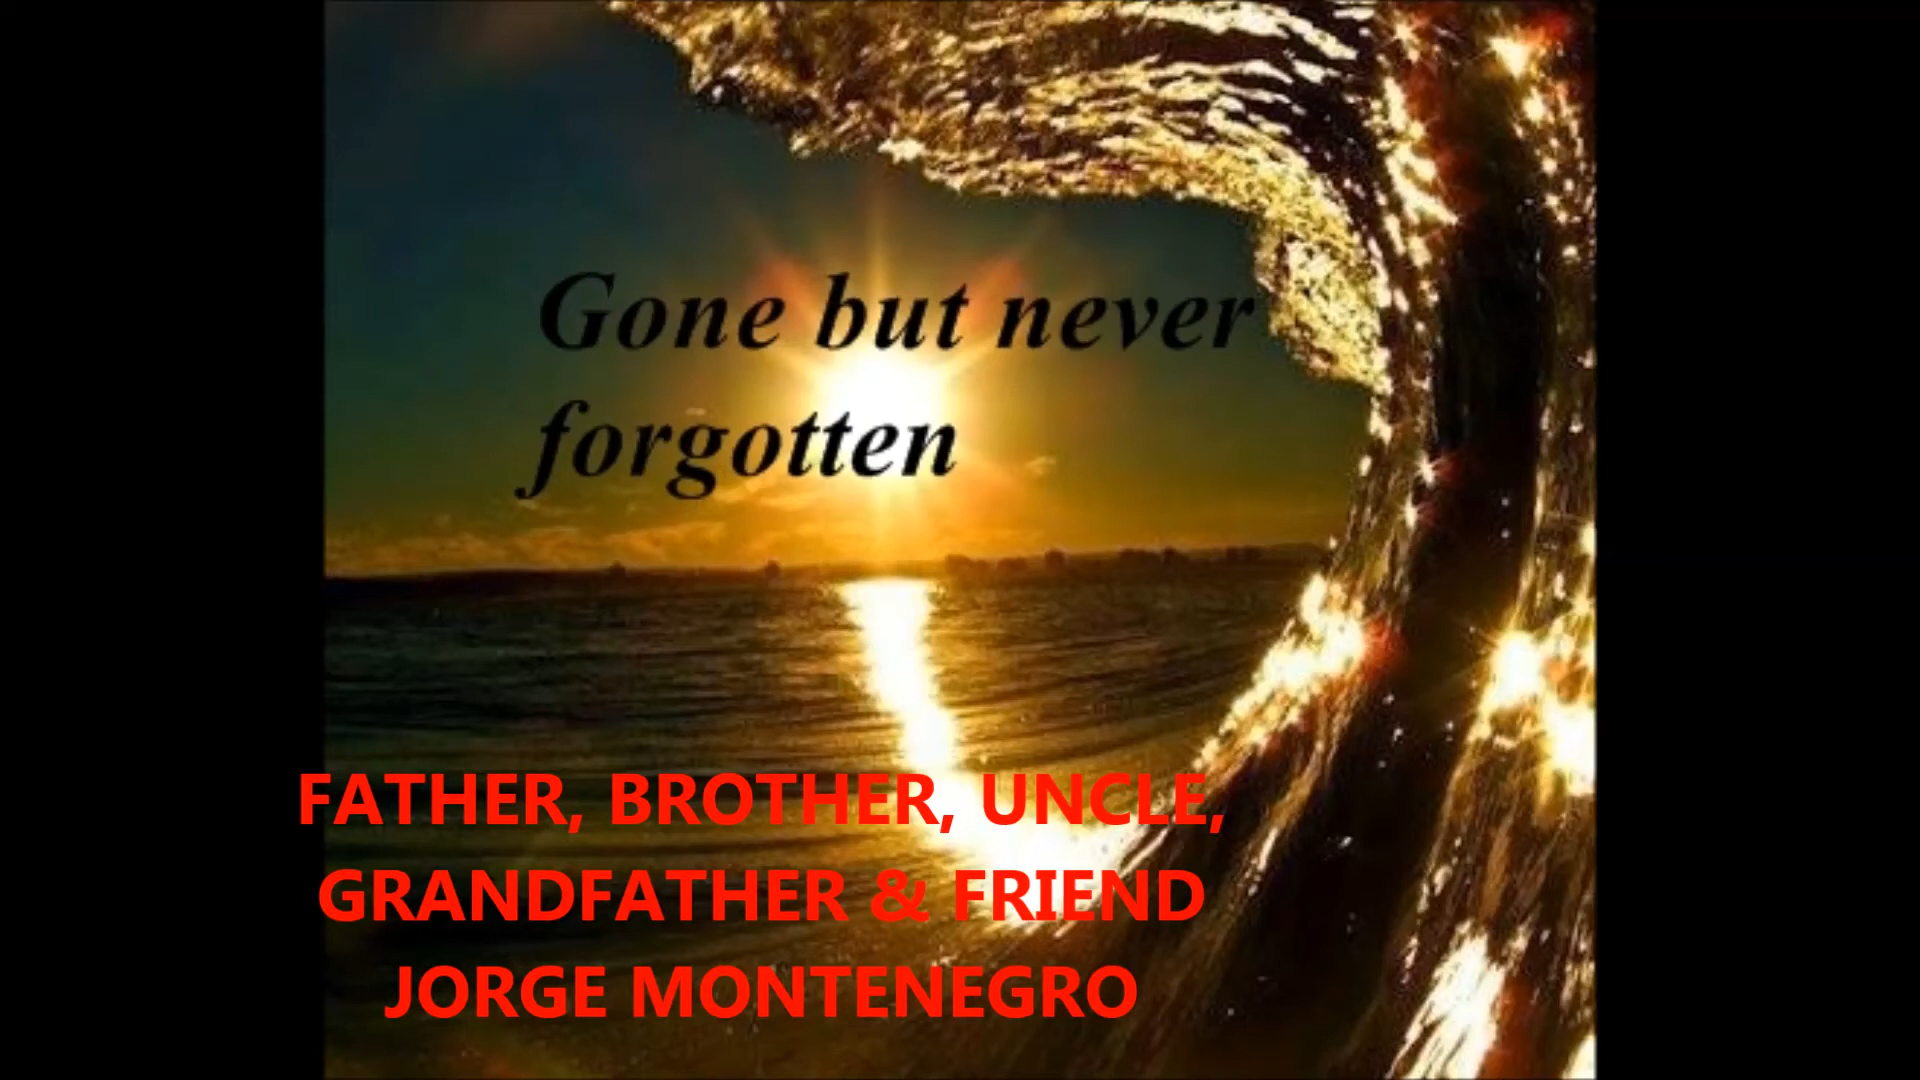 Gone but never
forgotten
FATHER, BROTHER, UNCLE,
GRANDFATHER & FRIEND
JORGE MONTENEGRO